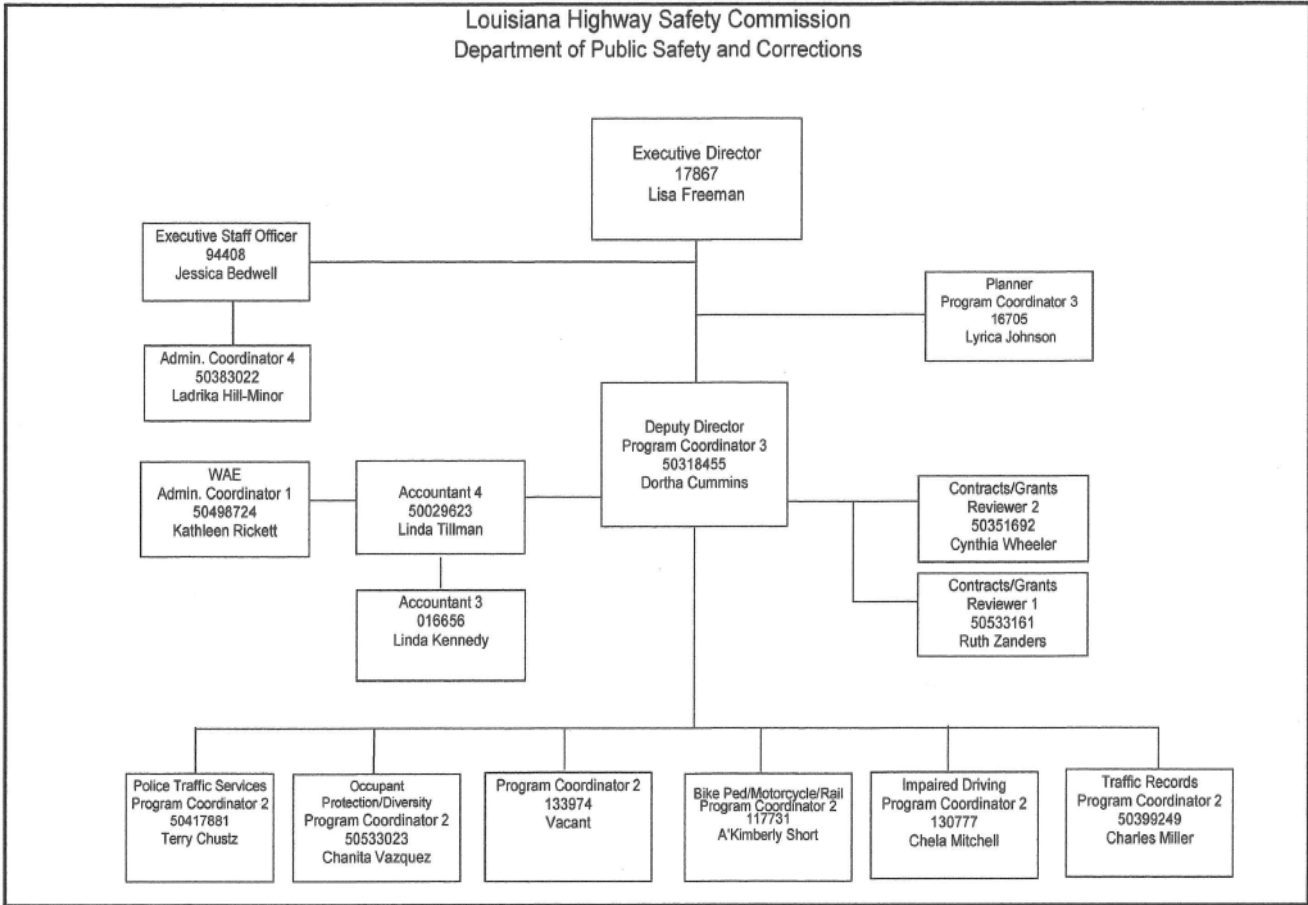 Louisiana Highway Safety Commission
Department of Public Safety and Corrections
Executive Director
17867
Lisa Freeman
Executive Staff Officer
94408
Jessica Bedwell
Planner
Program Coordinator 3
16705
Lyrica Johnson
Admin. Coordinator 4
50383022
Ladrika Hill-Minor
Deputy Director
Program Coordinator 3
50318455
Dortha Cummins
WAE
Admin. Coordinator 1
50498724
Kathleen Rickett
Accountant 4
50029623
Linda Tillman
Contracts/Grants
Reviewer 2
50351692
Cynthia Wheeler
Accountant 3
016656
Linda Kennedy
Contracts/Grants
Reviewer 1
50533161
Ruth Zanders
Police Traffic Services
Program Coordinator 2
50417881
Terry Chustz
Occupant
Protection/Diversity
Program Coordinator 2
50533023
Chanita Vazquez
Program Coordinator 2
133974
Vacant
Bike Ped/Motorcycle/Rail
Program Coordinator 2
117731
A'Kimberly Short
Impaired Driving
Program Coordinator 2
130777
Chela Mitchell
Traffic Records
Program Coordinator 2
50399249
Charles Miller